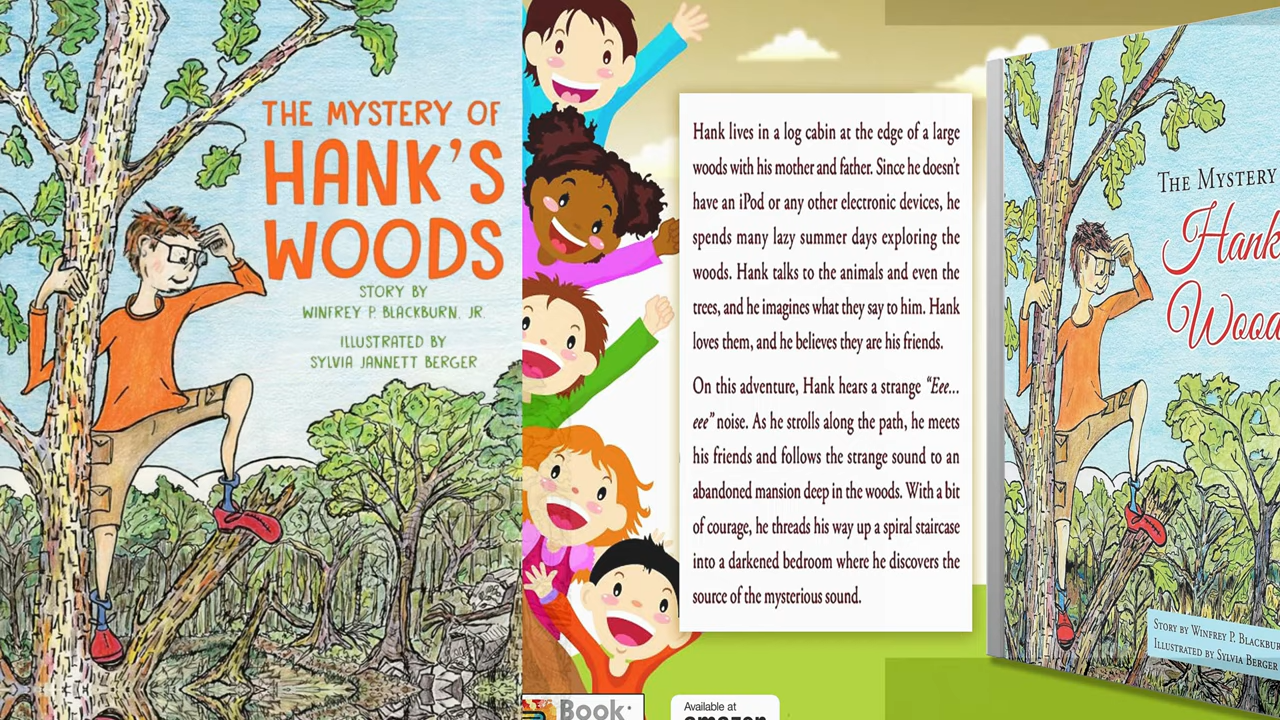 THE MYSTERY OF
HANK'S
WOODS
STORY BY
WINFREY P. BLACKBURN, JR.
ILLUSTRATED BY
SYLVIA JANNETT BERGER
Hank lives in a log cabin at the edge of a large
woods with his mother and father. Since he doesn't
have an iPod or any other electronic devices, he
spends many lazy summer days exploring the
woods. Hank talks to the animals and even the
trees, and he imagines what they say to him. Hank
loves them, and he believes they are his friends.
On this adventure, Hank hears a strange "Eee...
eee" noise. As he strolls along the path, he meets
his friends and follows the strange sound to an
abandoned mansion deep in the woods. With a bit
of courage, he threads his way up a spiral staircase
into a darkened bedroom where he discovers the
source of the mysterious sound.
Book
Available at
amazon
THE MYSTERY
Hank
Wood
STORY BY WINFREY P. BLACKBUR
ILLUSTRATED BY SYLVIA BERGER